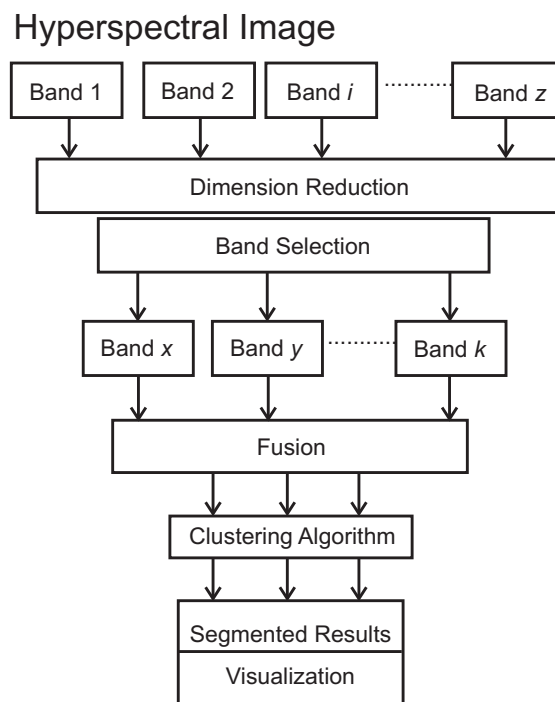 Hyperspectral Image
Band 1 Band 2 Band i Band z
Dimension Reduction
Band Selection
Band x Band y Band k
Fusion
Clustering Algorithm
Segmented Results
Visualization